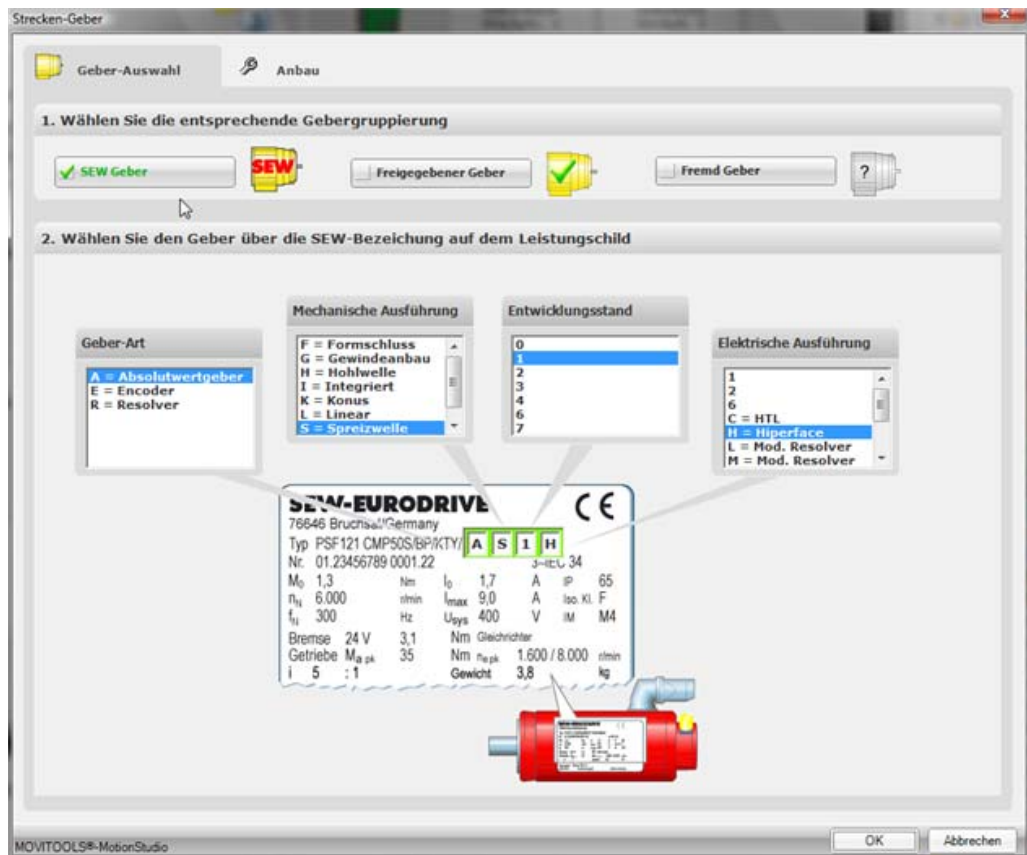 Strecken-Geber
Geber-Auswahl
Anbau
1. Wählen Sie die entsprechende Gebergruppierung
SEW Geber
SEW
Freigegebener Geber
Fremd Geber
?
2. Wählen Sie den Geber über die SEW-Bezeichung auf dem Leistungschild
Geber-Art
A = Absolutwertgeber
E = Encoder
R = Resolver
Mechanische Ausführung
F = Formschluss
G = Gewindeanbau
H = Hohlwelle
I = Integriert
K = Konus
L = Linear
S = Spreizwelle
Entwicklungsstand
0
1
2
3
4
6
7
Elektrische Ausführung
1
2
6
C = HTL
H = Hiperface
L = Mod. Resolver
M = Mod. Resolver
SEW-EURODRIVE CE
76646 Bruchsal/Germany
Typ PSF121 CMP50S/BP/KTY/ A S 1 H
Nr. 01.23456789 0001.22 3~IEC 34
M0 1,3 Nm I0 1,7 A IP 65
nN 6.000 r/min Imax 9,0 A Iso. Kl. F
fN 300 Hz Usys 400 V IM M4
Bremse 24 V 3,1 Nm Gleichrichter
Getriebe Ma pk 35 Nm ne pk 1.600 / 8.000 r/min
i 5 :1 Gewicht 3,8 kg
MOVITOOLS®-MotionStudio
OK
Abbrechen